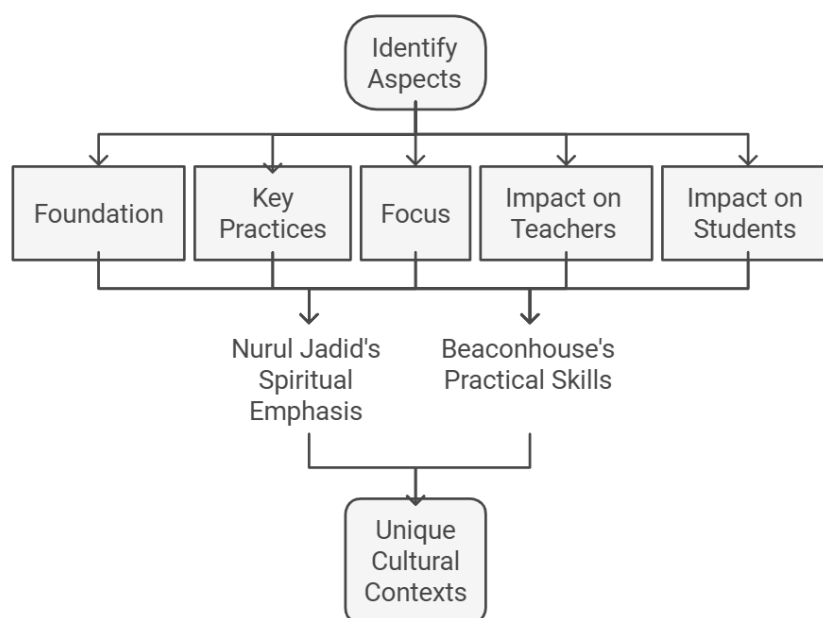 Identify
Aspects
Foundation
Key
Practices
Focus
Impact on
Teachers
Impact on
Students
Nurul Jadid's
Spiritual
Emphasis
Beaconhouse's
Practical Skills
Unique
Cultural
Contexts